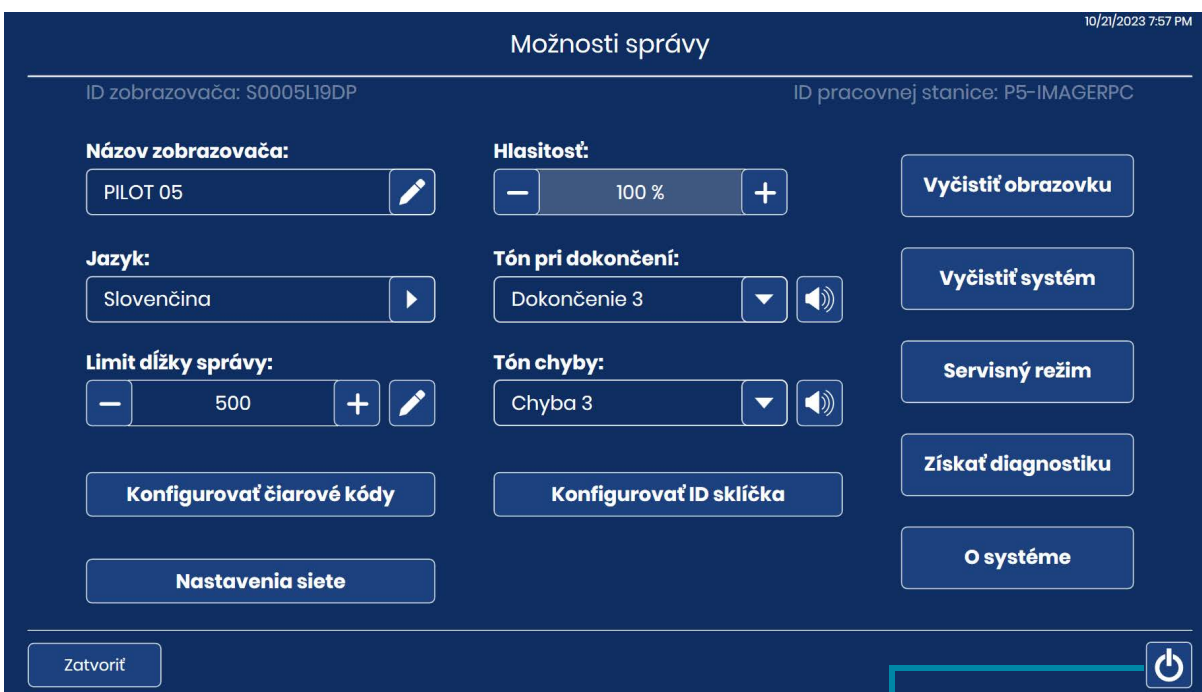 10/21/2023 7:57 PM
Možnosti správy
ID zobrazovača: S0005L19DP
ID pracovnej stanice: P5-IMAGERPC
Názov zobrazovača:
PILOT 05
Jazyk:
Slovenčina
Limit dĺžky správy:
500
Konfigurovať čiarové kódy
Nastavenia siete
Hlasitosť:
100 %
Tón pri dokončení:
Dokončenie 3
Tón chyby:
Chyba 3
Konfigurovať ID sklíčka
Vyčistiť obrazovku
Vyčistiť systém
Servisný režim
Získať diagnostiku
O systéme
Zatvoriť